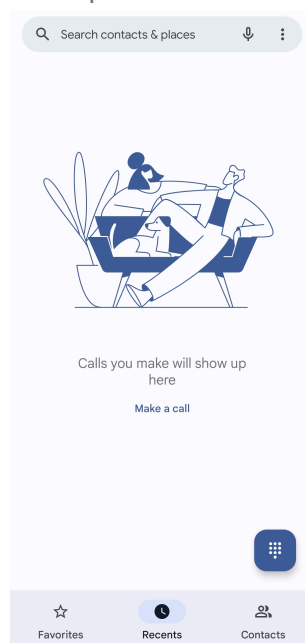 Search contacts & places
Calls you make will show up
here
Make a call
Favorites
Recents
Contacts